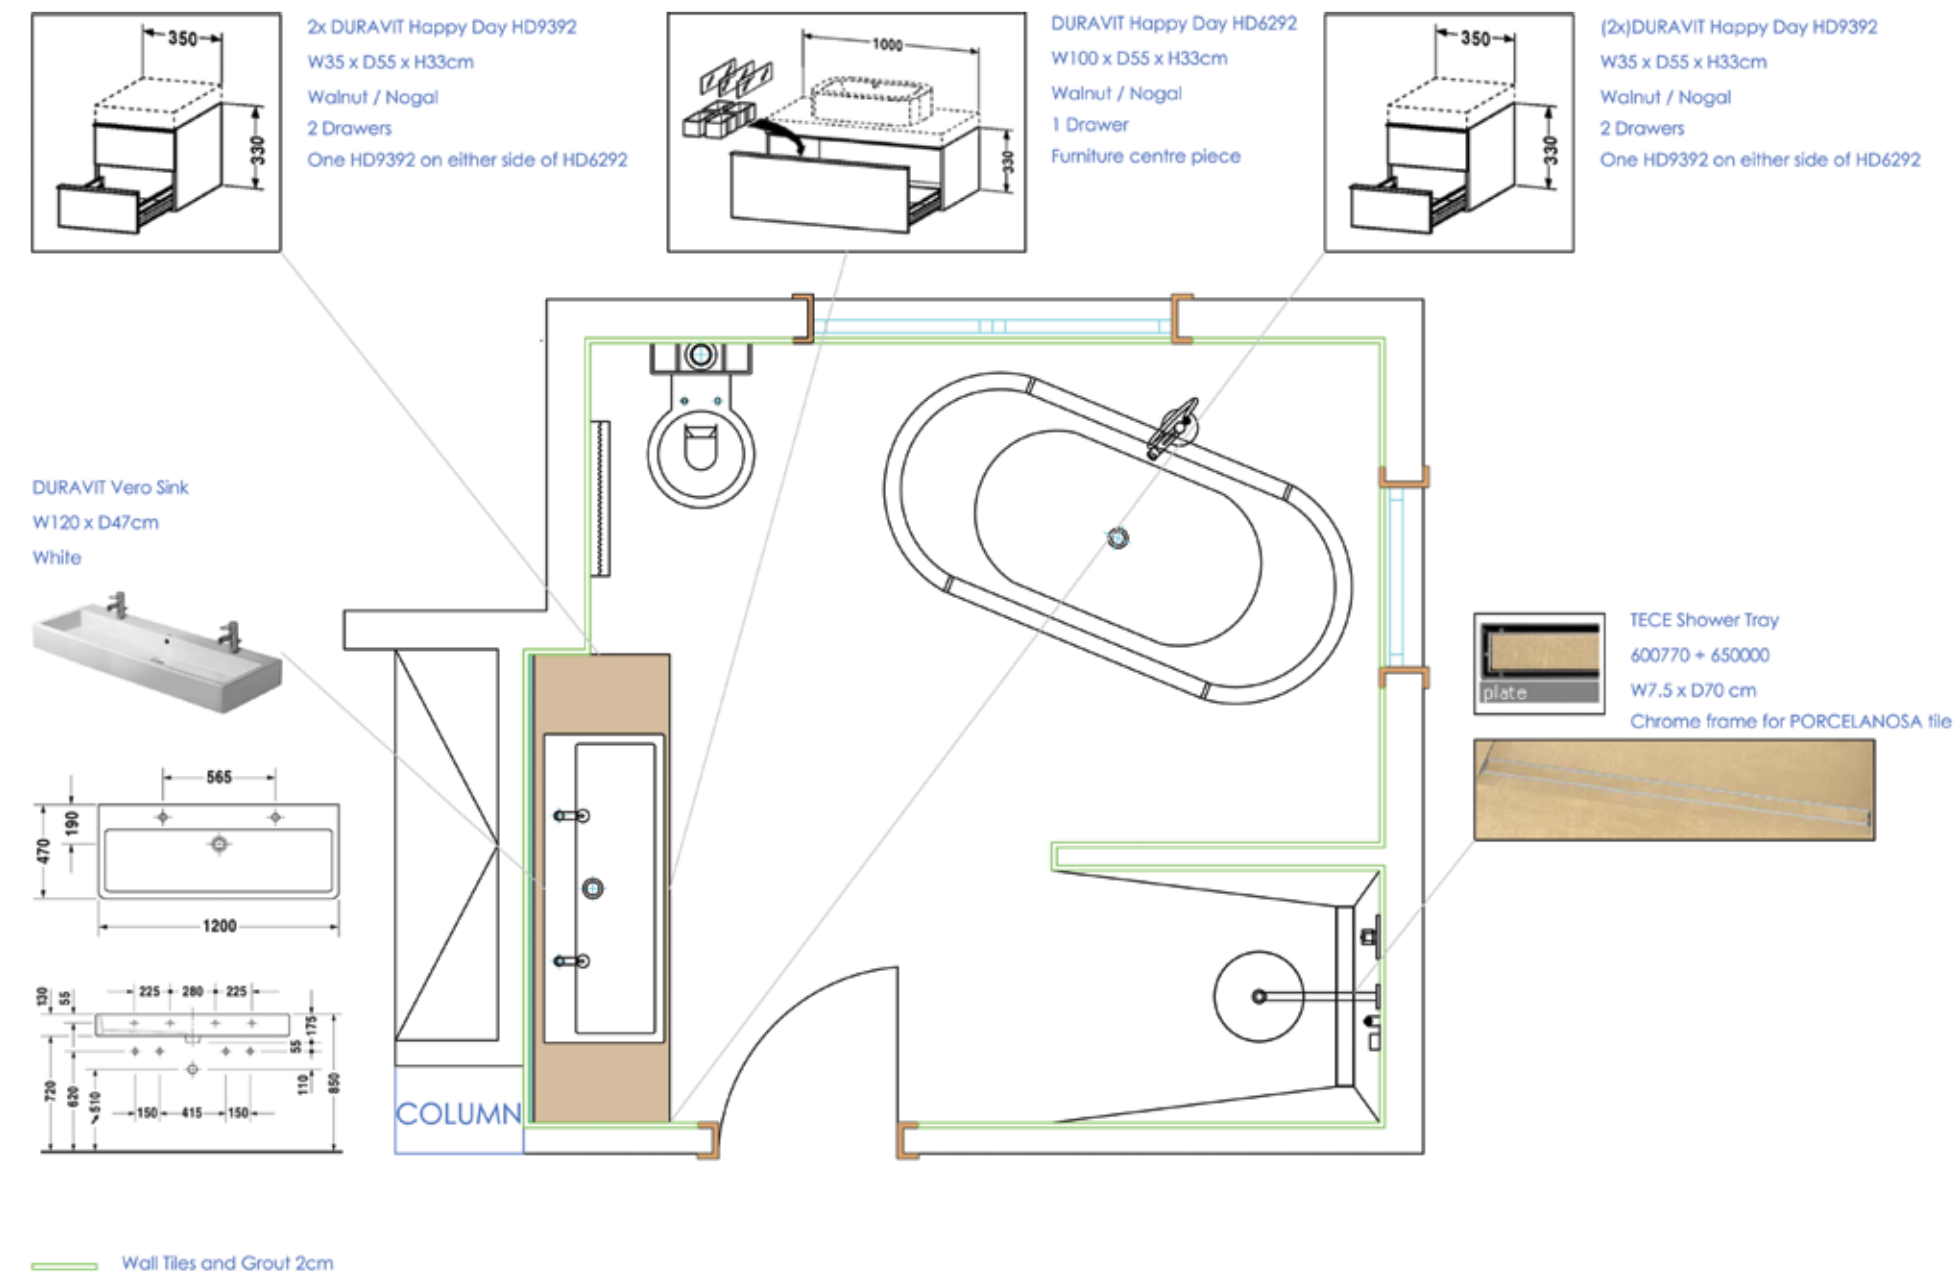 350
330
2x DURAVIT Happy Day HD9392
W35 x D55 x H33cm
Walnut / Nogal
2 Drawers
One HD9392 on either side of HD6292
1000
330
DURAVIT Happy Day HD6292
W100 x D55 x H33cm
Walnut / Nogal
1 Drawer
Furniture centre piece
350
330
(2x)DURAVIT Happy Day HD9392
W35 x D55 x H33cm
Walnut / Nogal
2 Drawers
One HD9392 on either side of HD6292
DURAVIT Vero Sink
W120 x D47cm
White
565
190
470
1200
130
55
225 280 225
175
55
110
850
720
620
510
150 415 150
COLUMN
plate
TECE Shower Tray
600770 + 650000
W7.5 x D70 cm
Chrome frame for PORCELANOSA tile
Wall Tiles and Grout 2cm